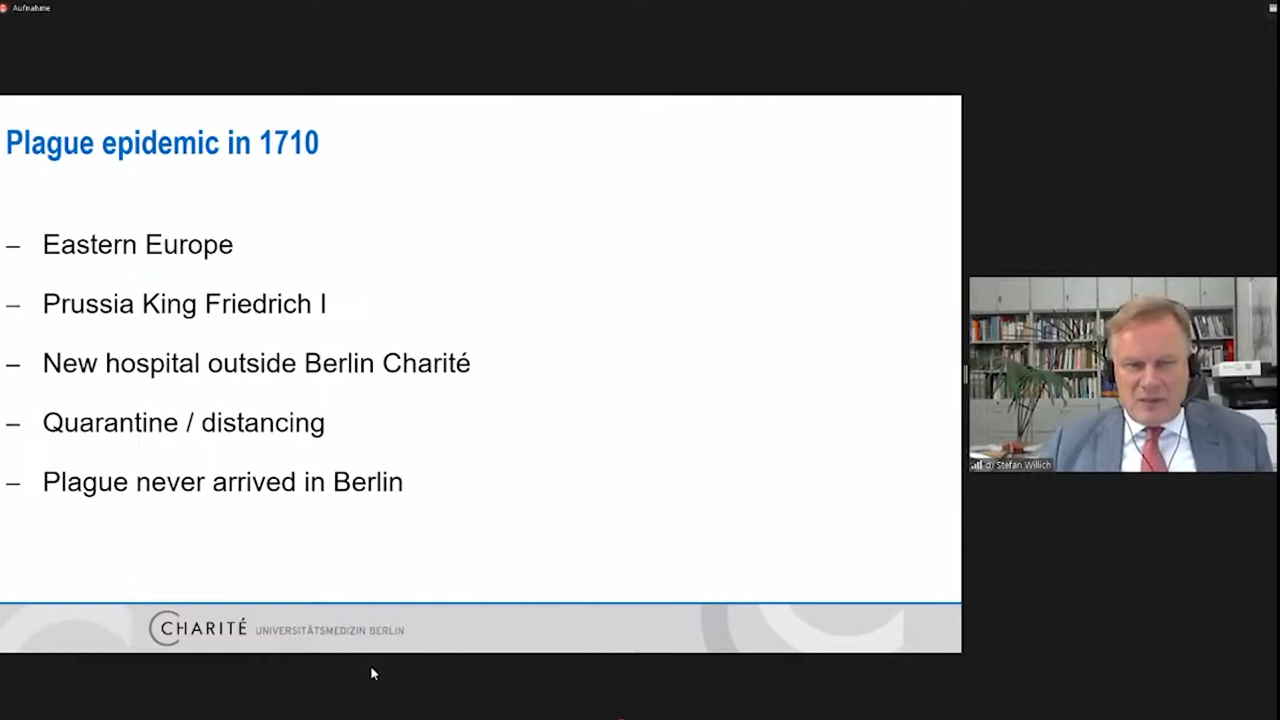 Aufnahme
Plague epidemic in 1710
– Eastern Europe
– Prussia King Friedrich I
– New hospital outside Berlin Charité
– Quarantine / distancing
– Plague never arrived in Berlin
Stefan Willich
CHARITÉ UNIVERSITÄTSMEDIZIN BERLIN